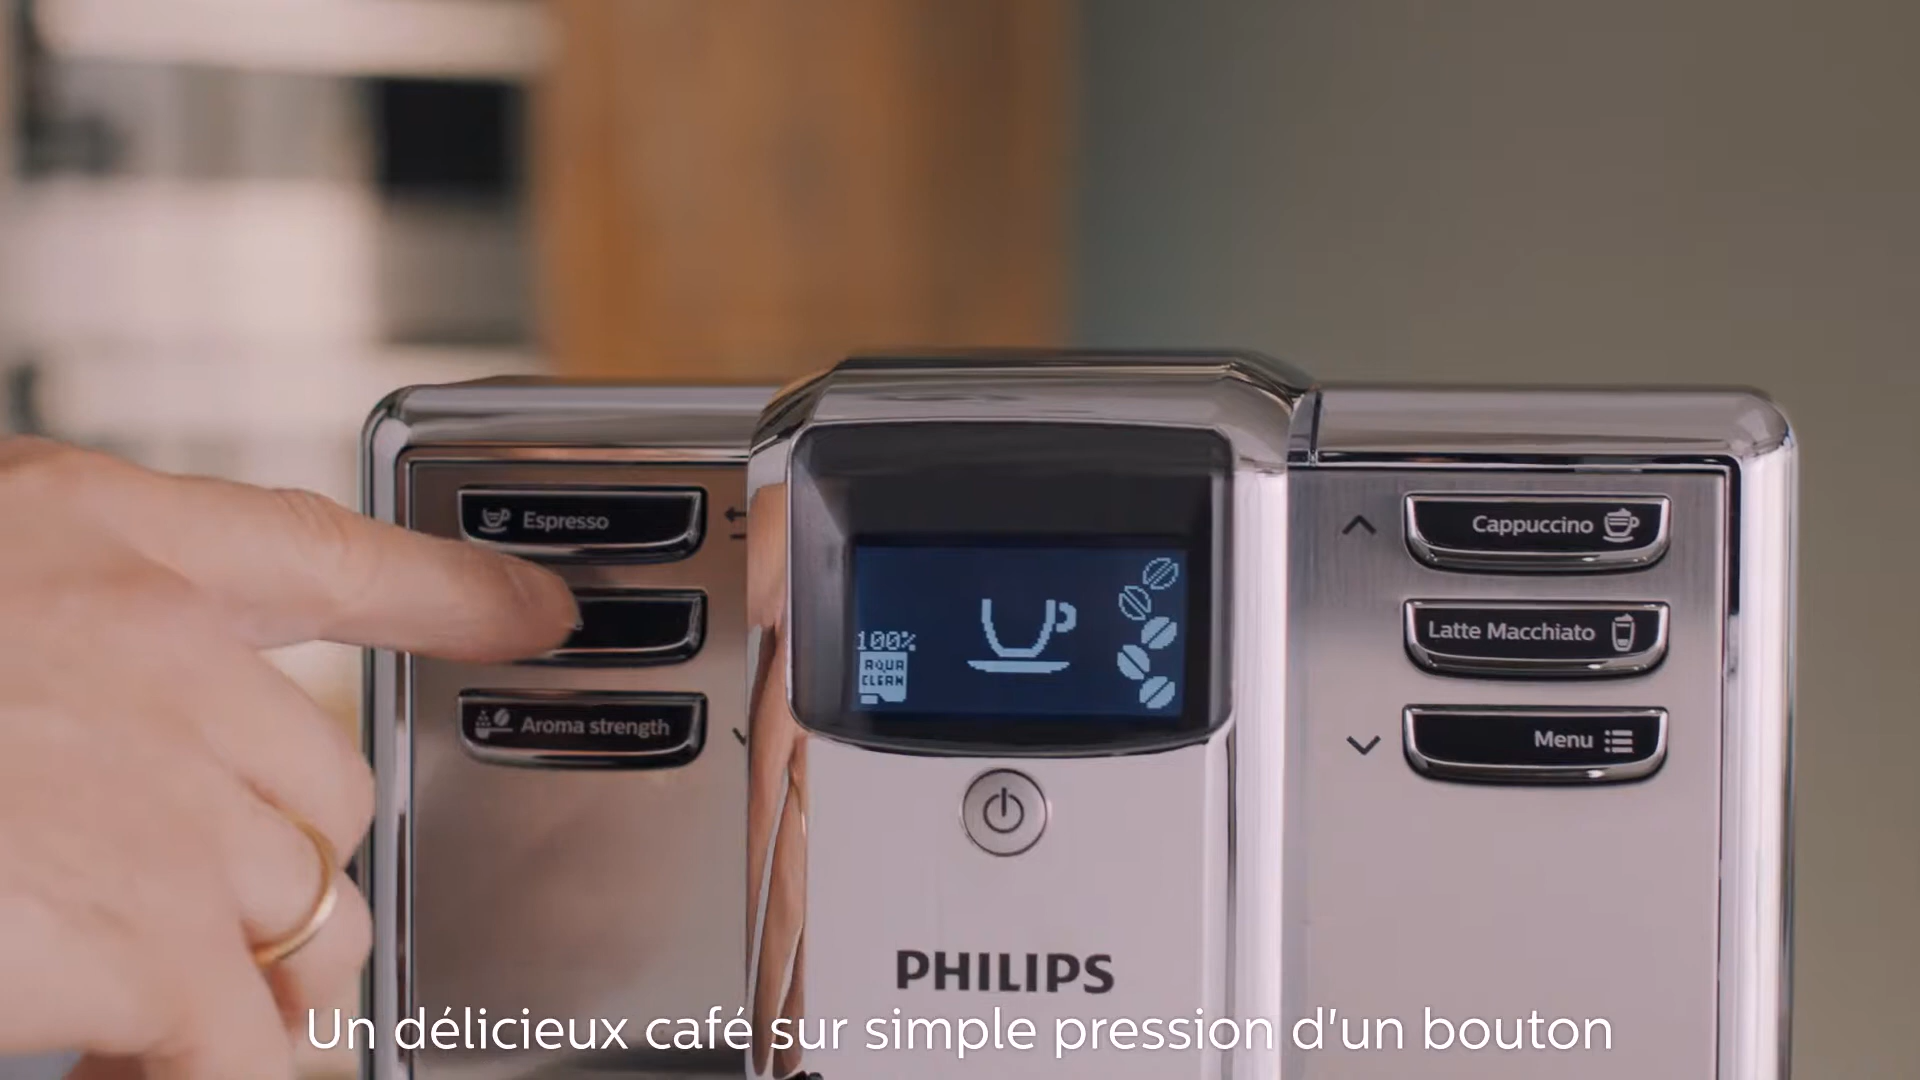 Espresso
Cappuccino
Latte Macchiato
Aroma strength
Menu
100%
AQUA
CLEAN
PHILIPS
Un délicieux café sur simple pression d'un bouton